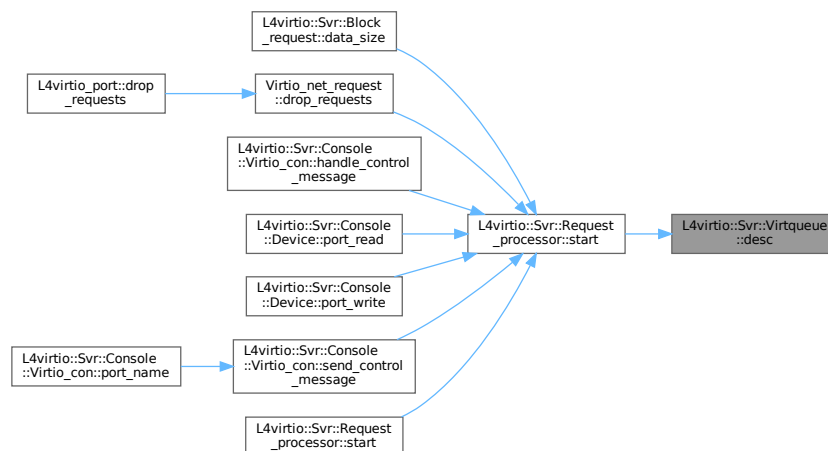 L4virtio::Svr::Block
_request::data_size
L4virtio_port::drop
_requests
Virtio_net_request
::drop_requests
L4virtio::Svr::Console
::Virtio_con::handle_control
_message
L4virtio::Svr::Console
::Device::port_read
L4virtio::Svr::Request
_processor::start
L4virtio::Svr::Virtqueue
::desc
L4virtio::Svr::Console
::Device::port_write
L4virtio::Svr::Console
::Virtio_con::port_name
L4virtio::Svr::Console
::Virtio_con::send_control
_message
L4virtio::Svr::Request
_processor::start